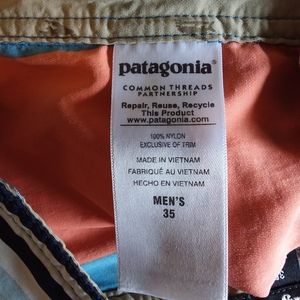 patagonia®
COMMON THREADS
PARTNERSHIP
Repair, Reuse, Recycle
This Product
www.patagonia.com
100% NYLON
EXCLUSIVE OF TRIM
MADE IN VIETNAM
FABRIQUÉ AU VIETNAM
HECHO EN VIETNAM
MEN'S
35